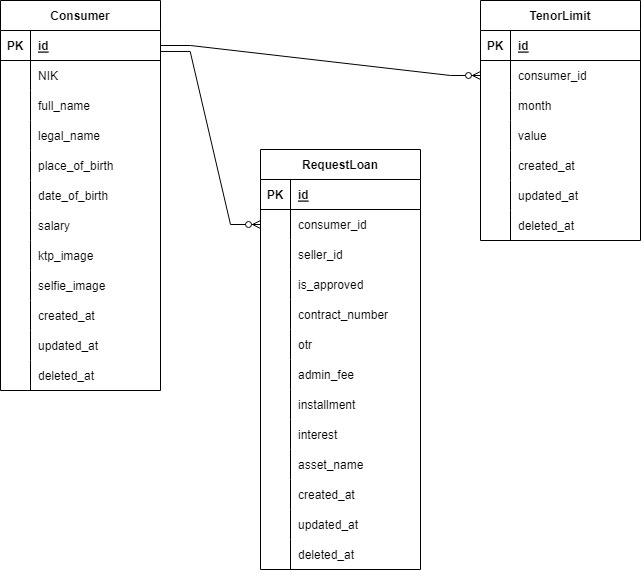 Consumer
PK id
NIK
full_name
legal_name
place_of_birth
date_of_birth
salary
ktp_image
selfie_image
created_at
updated_at
deleted_at
RequestLoan
PK id
consumer_id
seller_id
is_approved
contract_number
otr
admin_fee
installment
interest
asset_name
created_at
updated_at
deleted_at
TenorLimit
PK id
consumer_id
month
value
created_at
updated_at
deleted_at